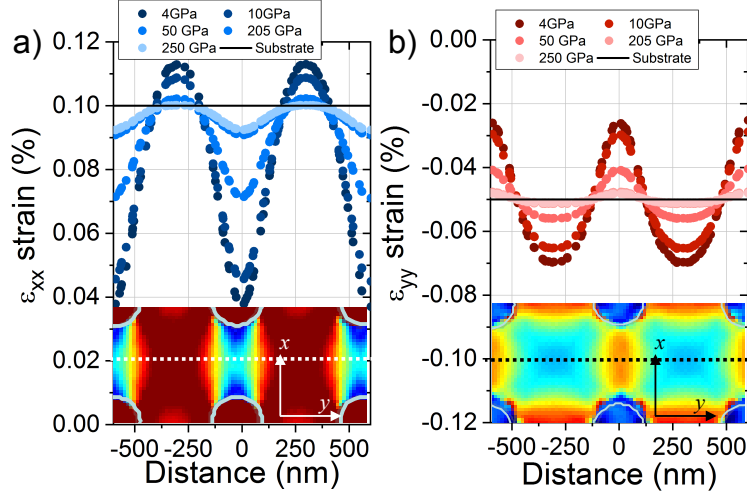 a)
4GPa 10GPa
50 GPa 205 GPa
250 GPa Substrate
0.12
0.10
0.08
0.06
0.04
0.02
0.00
εxx strain (%)
x
y
-500 -250 0 250 500
Distance (nm)
b)
4GPa 10GPa
50 GPa 205 GPa
250 GPa Substrate
0.00
-0.02
-0.04
-0.06
-0.08
-0.10
-0.12
εyy strain (%)
x
y
-500 -250 0 250 500
Distance (nm)